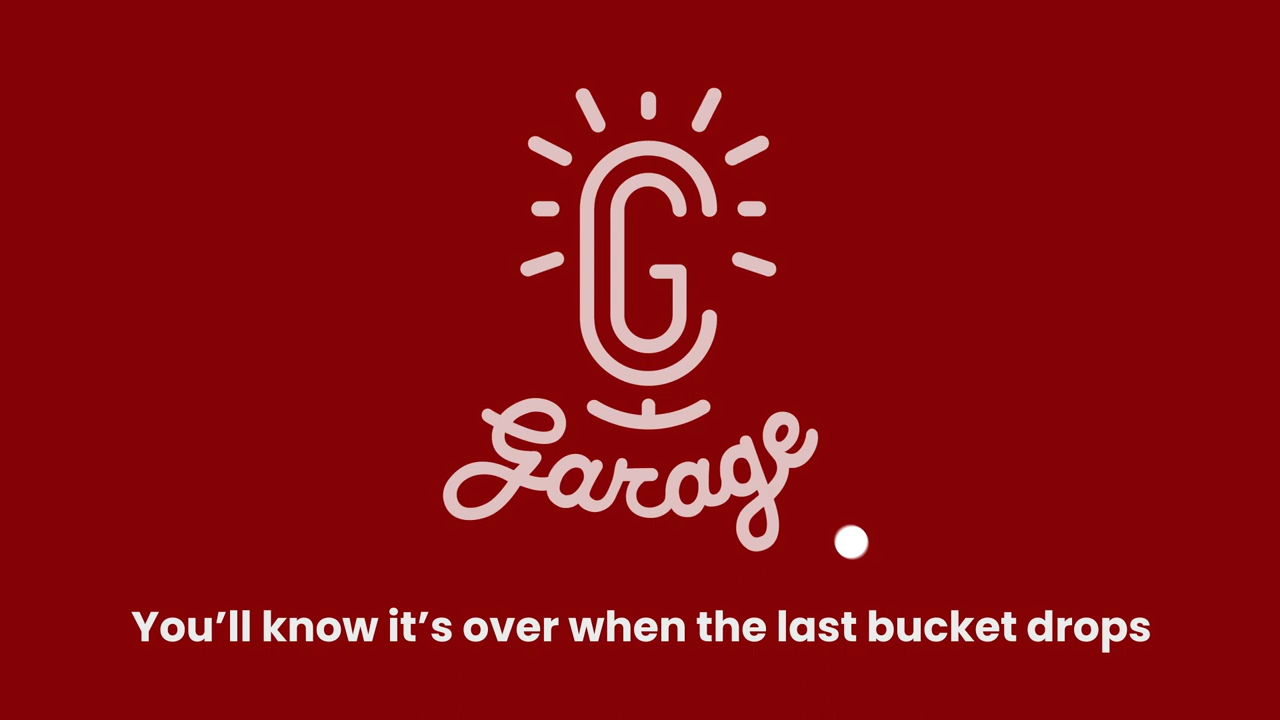 G
Garage
You’ll know it’s over when the last bucket drops